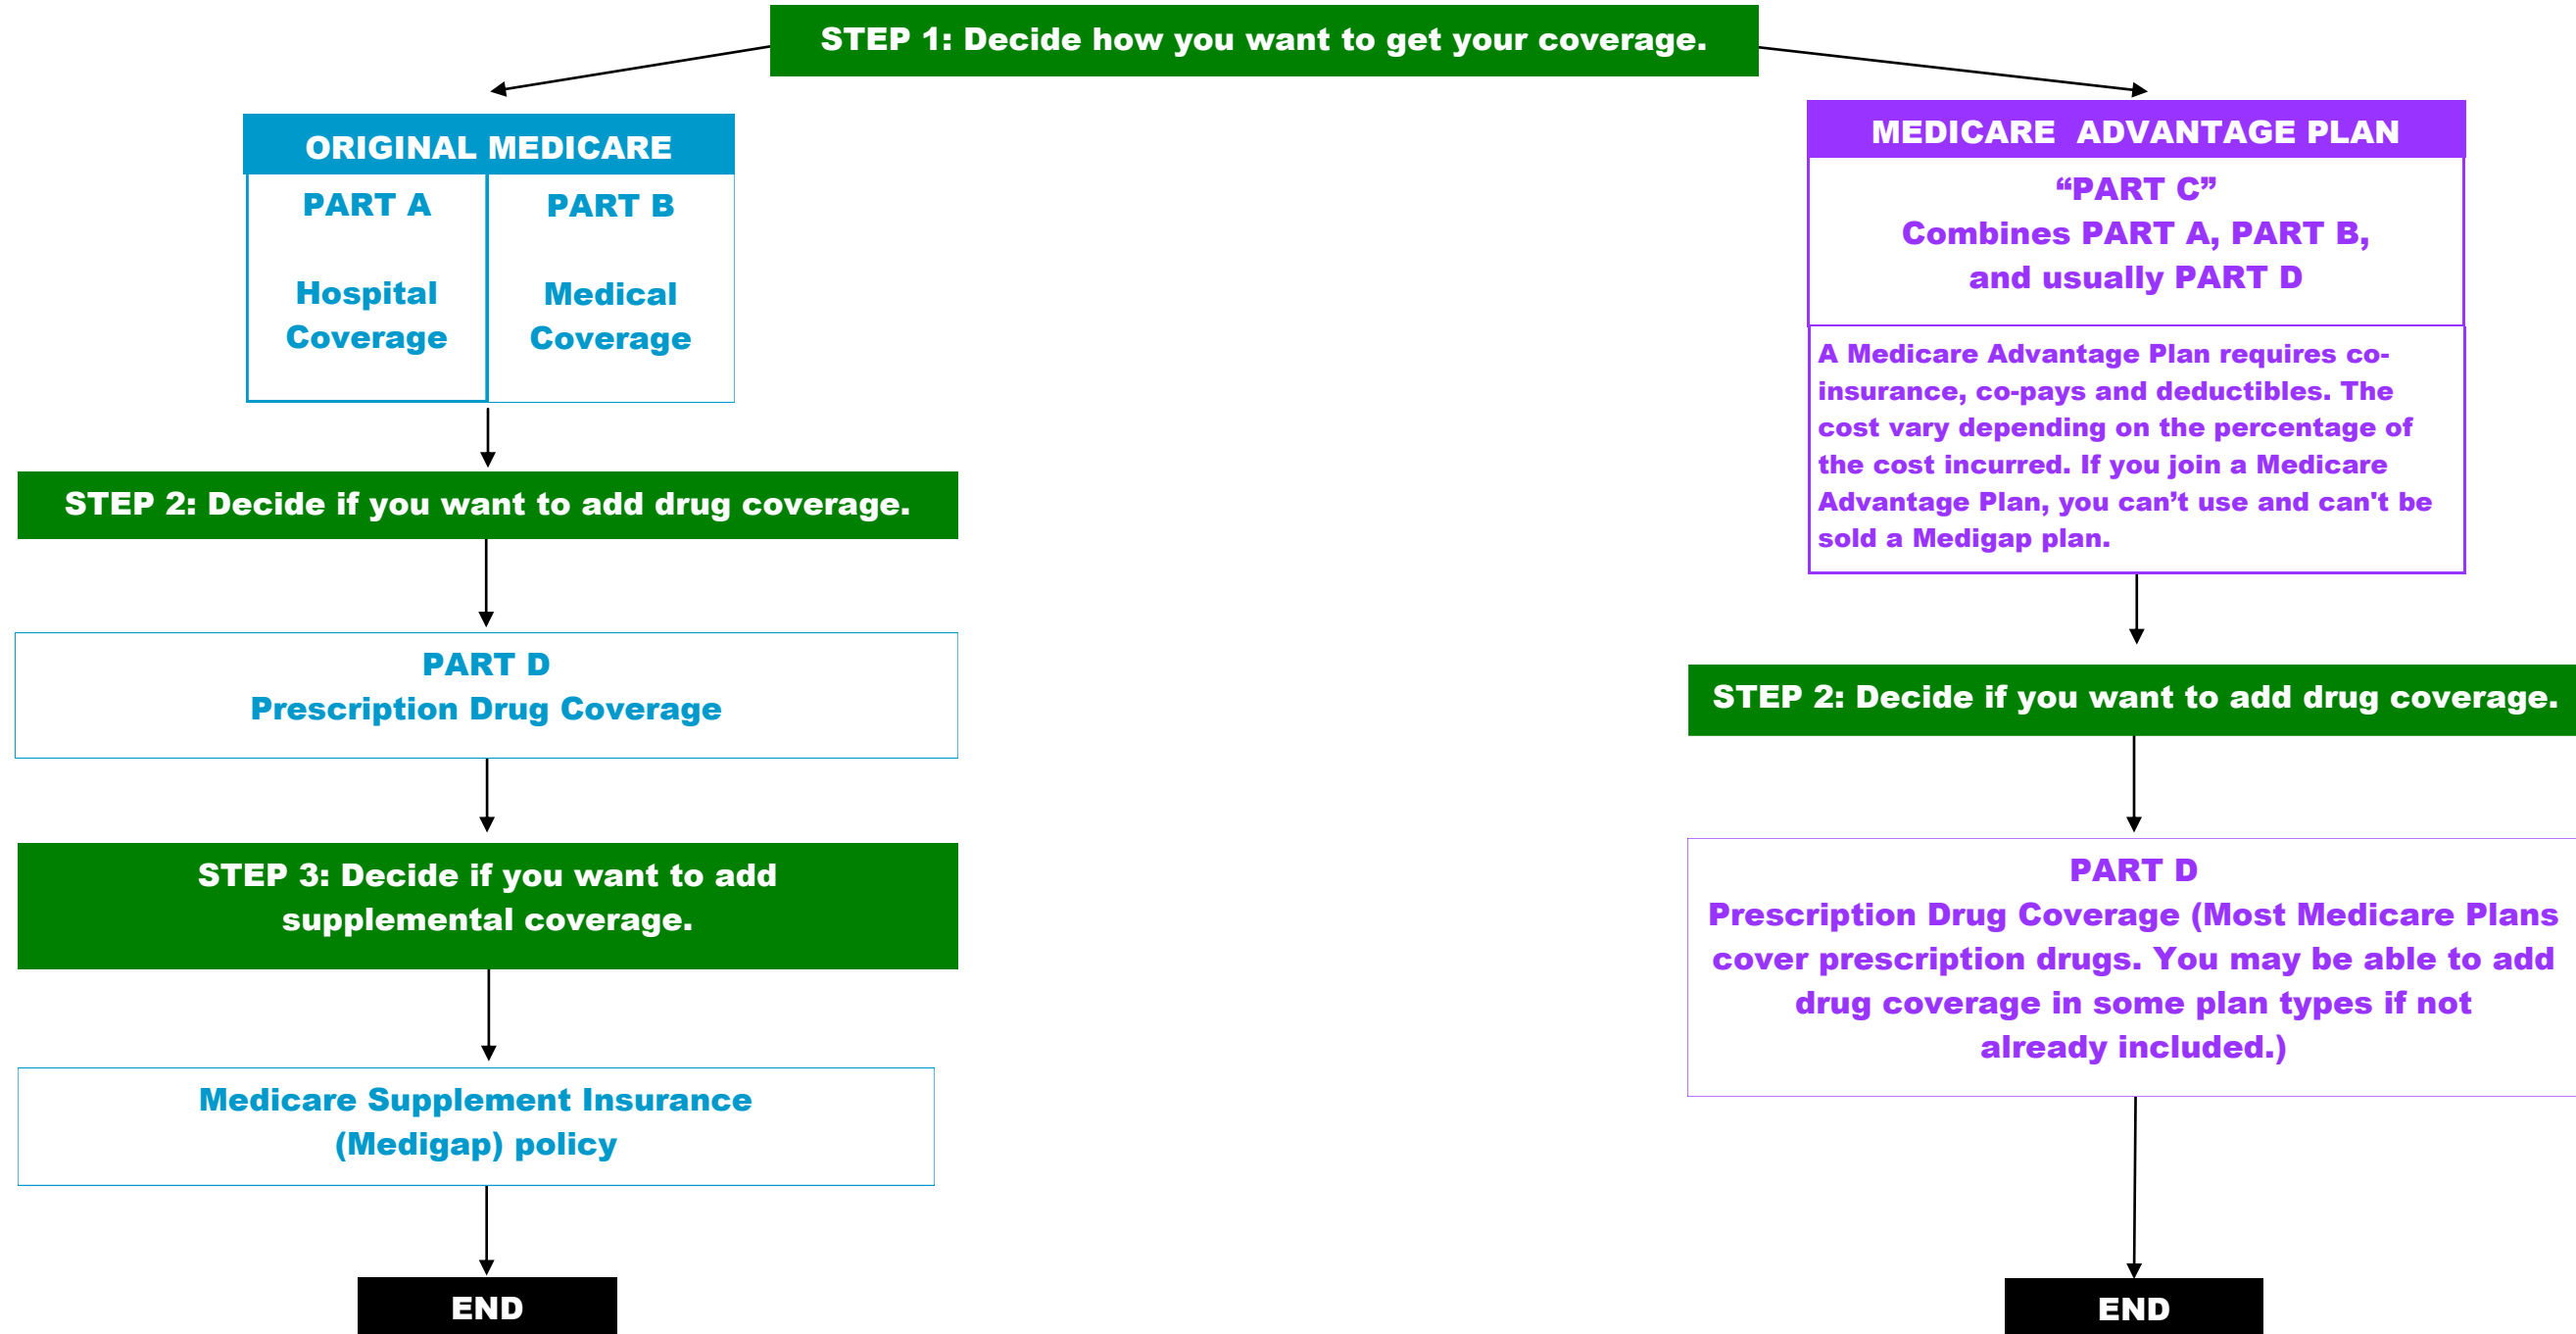 STEP 1: Decide how you want to get your coverage.
ORIGINAL MEDICARE
PART A
Hospital
Coverage
PART B
Medical
Coverage
STEP 2: Decide if you want to add drug coverage.
PART D
Prescription Drug Coverage
STEP 3: Decide if you want to add
supplemental coverage.
Medicare Supplement Insurance
(Medigap) policy
END
MEDICARE  ADVANTAGE PLAN
“PART C”
Combines PART A, PART B,
and usually PART D
A Medicare Advantage Plan requires co-
insurance, co-pays and deductibles. The
cost vary depending on the percentage of
the cost incurred. If you join a Medicare
Advantage Plan, you can’t use and can't be
sold a Medigap plan.
STEP 2: Decide if you want to add drug coverage.
PART D
Prescription Drug Coverage (Most Medicare Plans
cover prescription drugs. You may be able to add
drug coverage in some plan types if not
already included.)
END